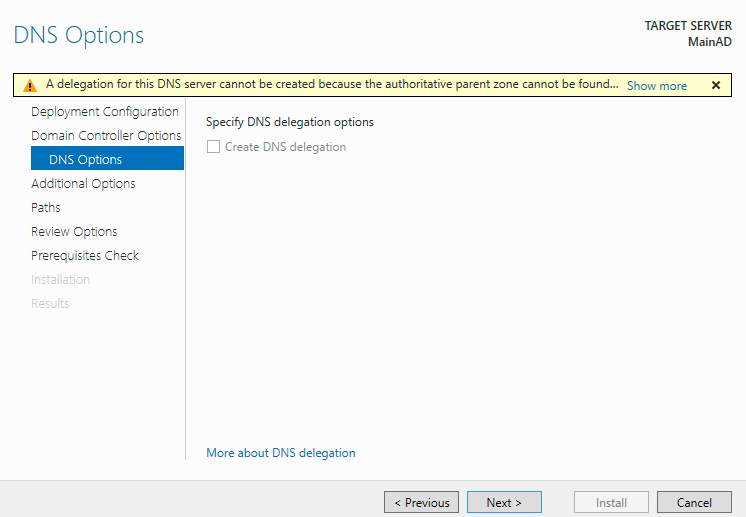 DNS Options
TARGET SERVER
MainAD
A delegation for this DNS server cannot be created because the authoritative parent zone cannot be found... Show more
Deployment Configuration
Domain Controller Options
DNS Options
Additional Options
Paths
Review Options
Prerequisites Check
Installation
Results
Specify DNS delegation options
Create DNS delegation
More about DNS delegation
< Previous
Next >
Install
Cancel